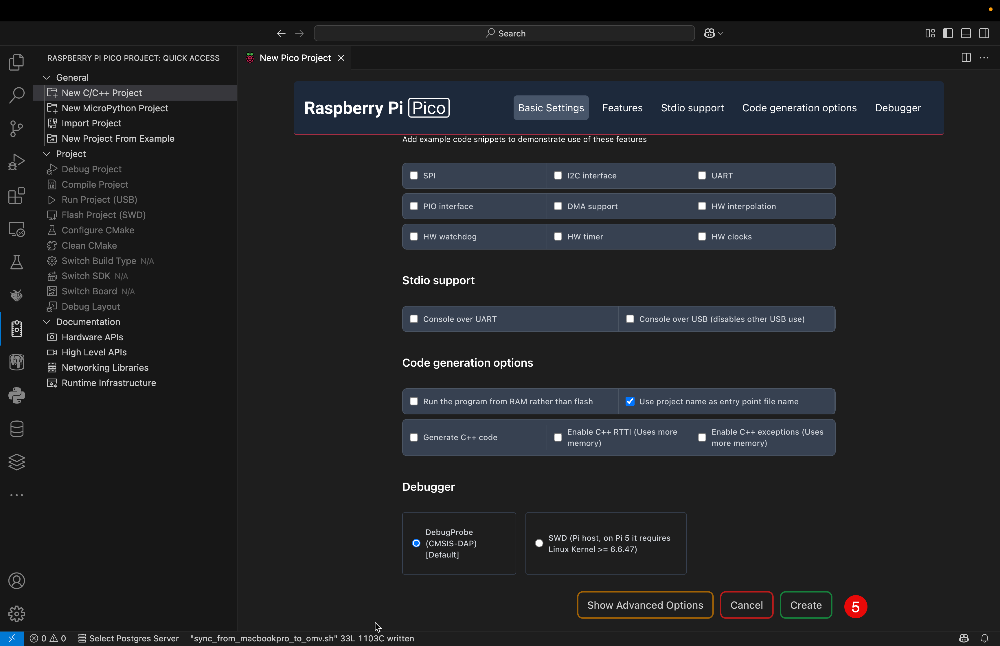 Search
RASPBERRY PI PICO PROJECT: QUICK ACCESS
General
New C/C++ Project
New MicroPython Project
Import Project
New Project From Example
Project
Debug Project
Compile Project
Run Project (USB)
Flash Project (SWD)
Configure CMake
Clean CMake
Switch Build Type N/A
Switch SDK N/A
Switch Board N/A
Debug Layout
Documentation
Hardware APIs
High Level APIs
Networking Libraries
Runtime Infrastructure
New Pico Project
Raspberry Pi Pico
Basic Settings
Features
Stdio support
Code generation options
Debugger
Add example code snippets to demonstrate use of these features
SPI
I2C interface
UART
PIO interface
DMA support
HW interpolation
HW watchdog
HW timer
HW clocks
Stdio support
Console over UART
Console over USB (disables other USB use)
Code generation options
Run the program from RAM rather than flash
Use project name as entry point file name
Generate C++ code
Enable C++ RTTI (Uses more
memory)
Enable C++ exceptions (Uses
more memory)
Debugger
DebugProbe
(CMSIS-DAP)
[Default]
SWD (Pi host, on Pi 5 it requires
Linux Kernel >= 6.6.47)
Show Advanced Options
Cancel
Create
5
0 0 Select Postgres Server "sync_from_macbookpro_to_omv.sh" 33L 1103C written